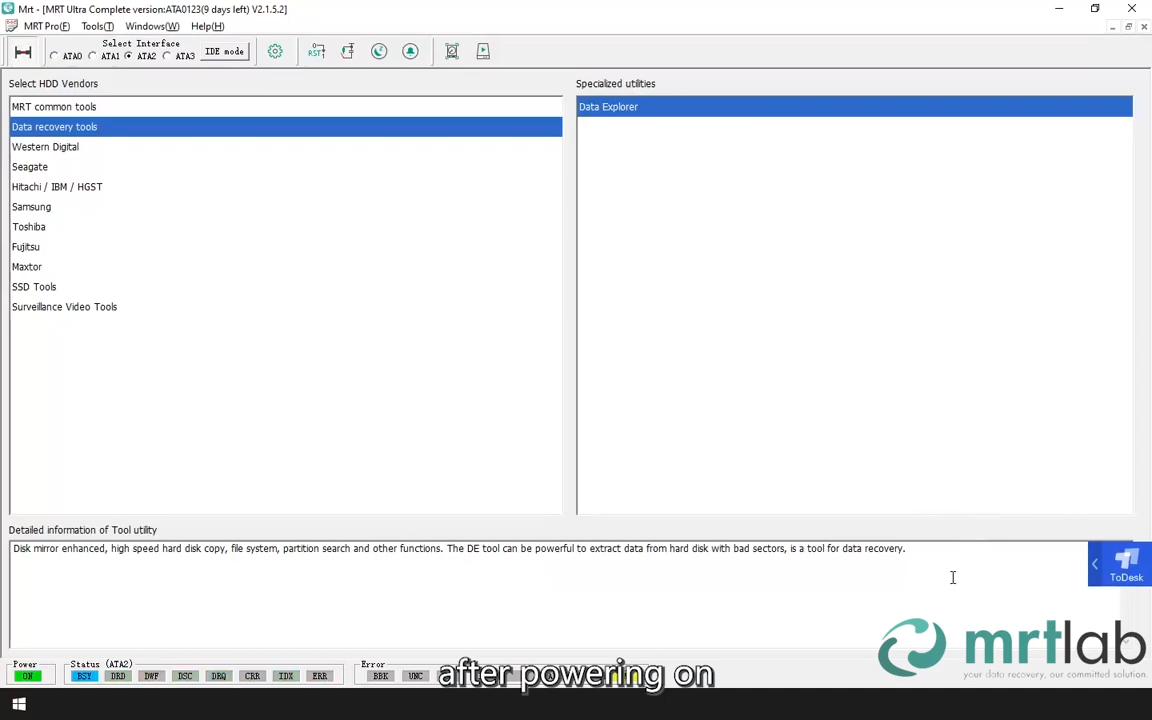 Mrt - [MRT Ultra Complete version:ATA0123(9 days left) V2.1.5.2]
MRT Pro(F) Tools(T) Windows(W) Help(H)
Select Interface
ATA0 ATA1 ATA2 ATA3 IDE mode
RST
Select HDD Vendors
Specialized utilities
MRT common tools
Data Explorer
Data recovery tools
Western Digital
Seagate
Hitachi / IBM / HGST
Samsung
Toshiba
Fujitsu
Maxtor
SSD Tools
Surveillance Video Tools
Detailed information of Tool utility
Disk mirror enhanced, high speed hard disk copy, file system, partition search and other functions. The DE tool can be powerful to extract data from hard disk with bad sectors, is a tool for data recovery.
ToDesk
mrtlab
your data recovery, our committed solution.
Power Status (ATA2) Error
ON BSY DRD DWF DSC DRQ CRR IDX ERR BBK UNC
after powering on